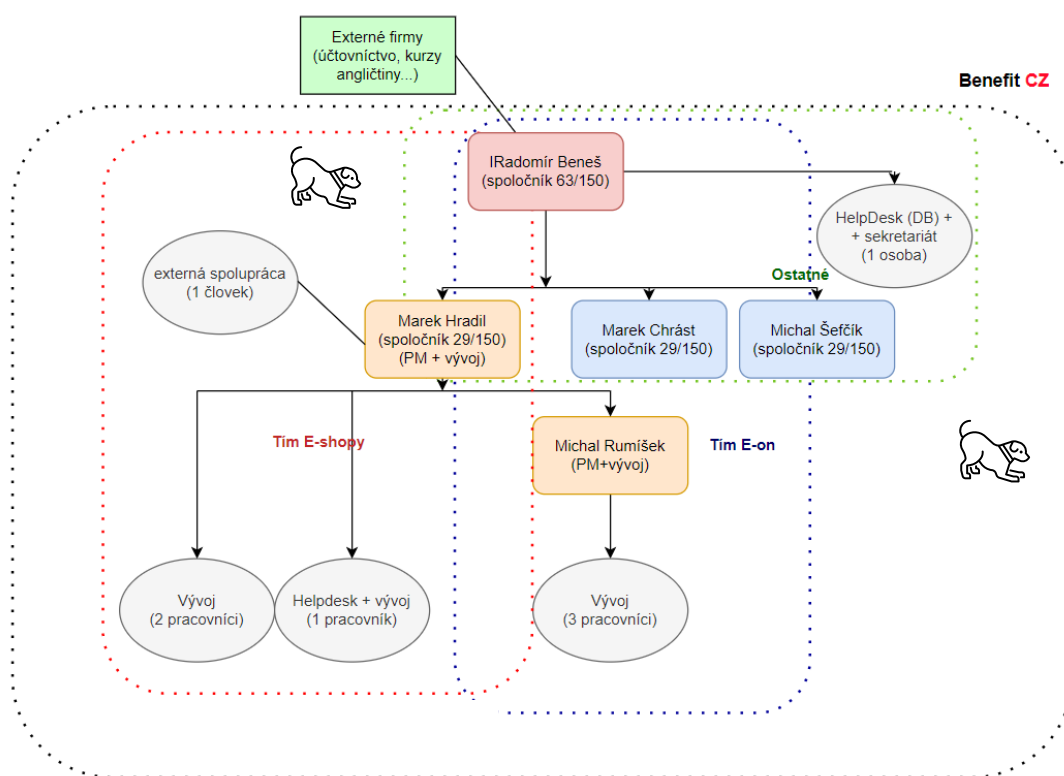 Externé firmy
(účtovníctvo, kurzy
angličtiny...)
Benefit CZ
IRadomír Beneš
(spoločník 63/150)
HelpDesk (DB) +
+ sekretariát
(1 osoba)
externá spolupráca
(1 človek)
Ostatné
Marek Hradil
(spoločník 29/150)
(PM + vývoj)
Marek Chrást
(spoločník 29/150)
Michal Šefčík
(spoločník 29/150)
Tím E-shopy
Michal Rumíšek
(PM+vývoj)
Tím E-on
Vývoj
(2 pracovníci)
Helpdesk + vývoj
(1 pracovník)
Vývoj
(3 pracovníci)